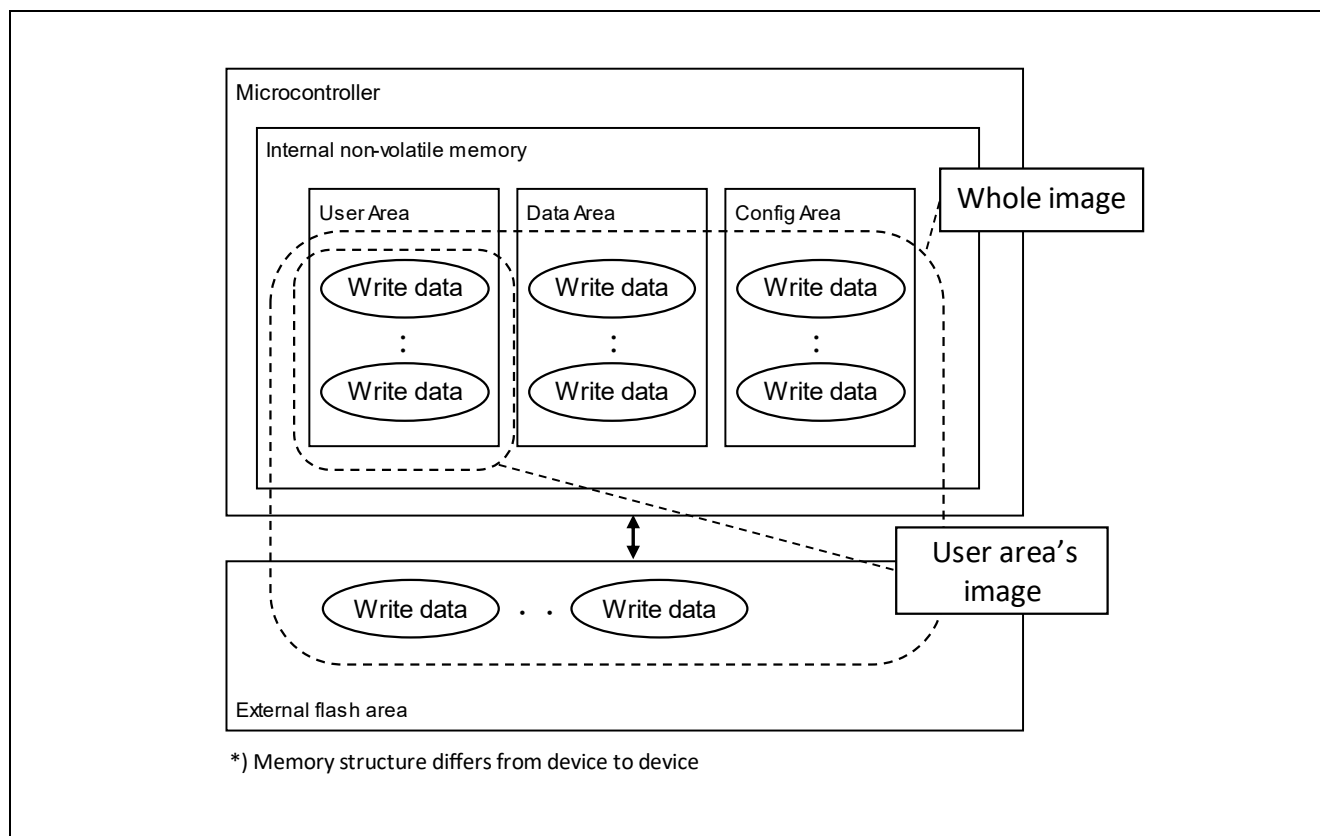 Microcontroller
Internal non-volatile memory
Whole image
User Area
Data Area
Config Area
Write data
Write data
Write data
:
:
:
Write data
Write data
Write data
User area’s
image
Write data . . Write data
External flash area
*) Memory structure differs from device to device